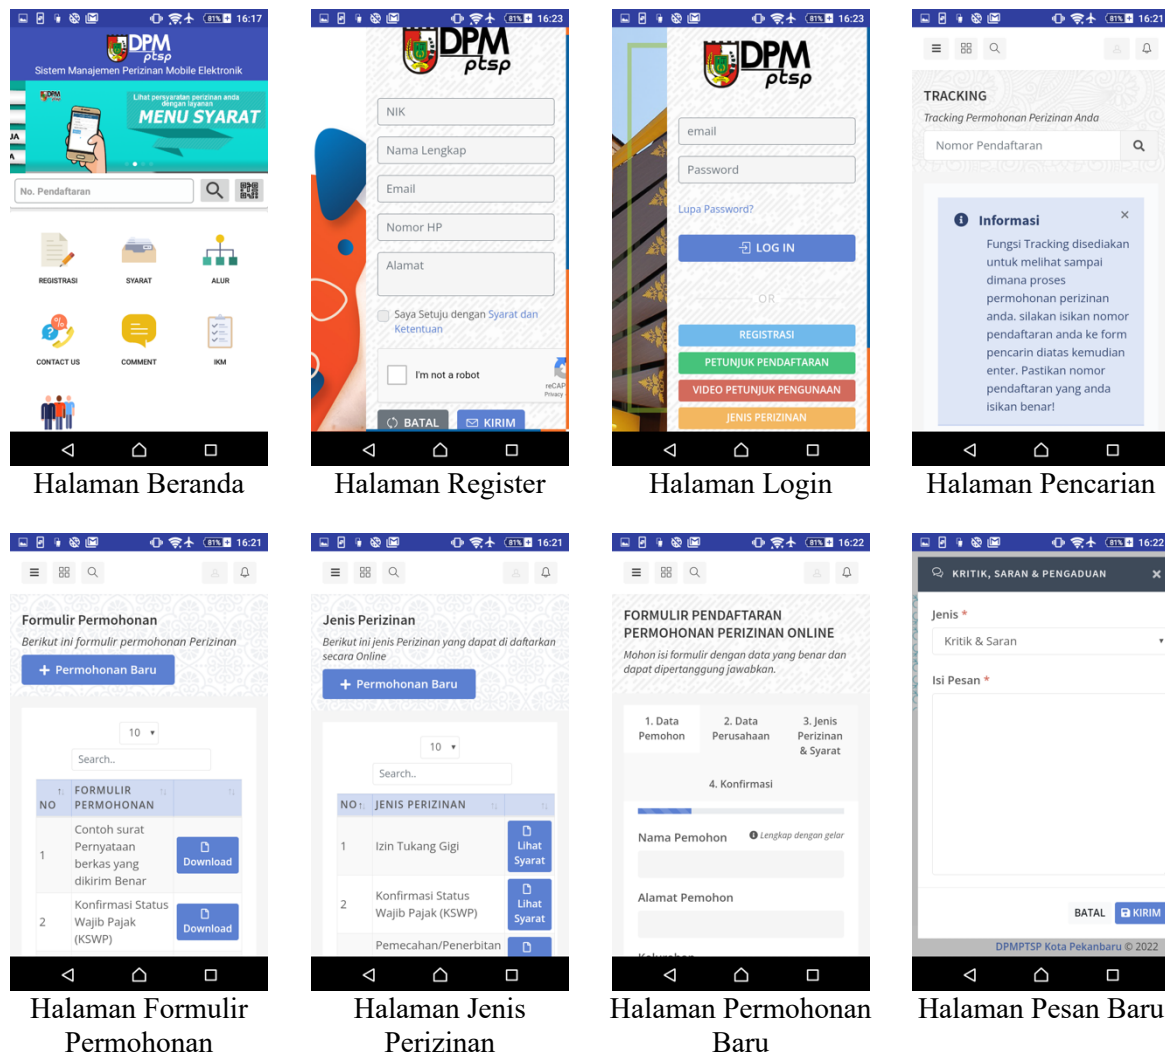 16:17
DPM
ptsp
Sistem Manajemen Perizinan Mobile Elektronik
DPM
Lihat persyaratan perizinan anda
dengan layanan
MENU SYARAT
No. Pendaftaran
REGISTRASI
SYARAT
ALUR
CONTACT US
COMMENT
IKM
Halaman Beranda
81% 16:23
DPM
ptsp
NIK
Nama Lengkap
Email
Nomor HP
Alamat
Saya Setuju dengan Syarat dan
Ketentuan
I'm not a robot
reCAP
Privacy
BATAL
KIRIM
Halaman Register
81% 16:23
DPM
ptsp
email
Password
Lupa Password?
LOG IN
OR
REGISTRASI
PETUNJUK PENDAFTARAN
VIDEO PETUNJUK PENGUNAAN
JENIS PERIZINAN
Halaman Login
81% 16:21
TRACKING
Tracking Permohonan Perizinan Anda
Nomor Pendaftaran
Informasi ×
Fungsi Tracking disediakan
untuk melihat sampai
dimana proses
permohonan perizinan
anda. silakan isikan nomor
pendaftaran anda ke form
pencarin diatas kemudian
enter. Pastikan nomor
pendaftaran yang anda
isikan benar!
Halaman Pencarian
81% 16:21
Formulir Permohonan
Berikut ini formulir permohonan Perizinan
+ Permohonan Baru
10
Search..
NO
FORMULIR
PERMOHONAN
1
Contoh surat
Pernyataan
berkas yang
dikirim Benar
Download
2
Konfirmasi Status
Wajib Pajak
(KSWP)
Download
Halaman Formulir
Permohonan
81% 16:21
Jenis Perizinan
Berikut ini jenis Perizinan yang dapat di daftarkan
secara Online
+ Permohonan Baru
10
Search..
NO JENIS PERIZINAN
1 Izin Tukang Gigi
Lihat
Syarat
2
Konfirmasi Status
Wajib Pajak (KSWP)
Lihat
Syarat
Pemecahan/Penerbitan
Halaman Jenis
Perizinan
81% 16:22
FORMULIR PENDAFTARAN
PERMOHONAN PERIZINAN ONLINE
Mohon isi formulir dengan data yang benar dan
dapat dipertanggung jawabkan.
1. Data
Pemohon
2. Data
Perusahaan
3. Jenis
Perizinan
& Syarat
4. Konfirmasi
Nama Pemohon Lengkap dengan gelar
Alamat Pemohon
Halaman Permohonan
Baru
81% 16:22
KRITIK, SARAN & PENGADUAN ×
Jenis *
Kritik & Saran
Isi Pesan *
BATAL KIRIM
DPMPTSP Kota Pekanbaru © 2022
Halaman Pesan Baru